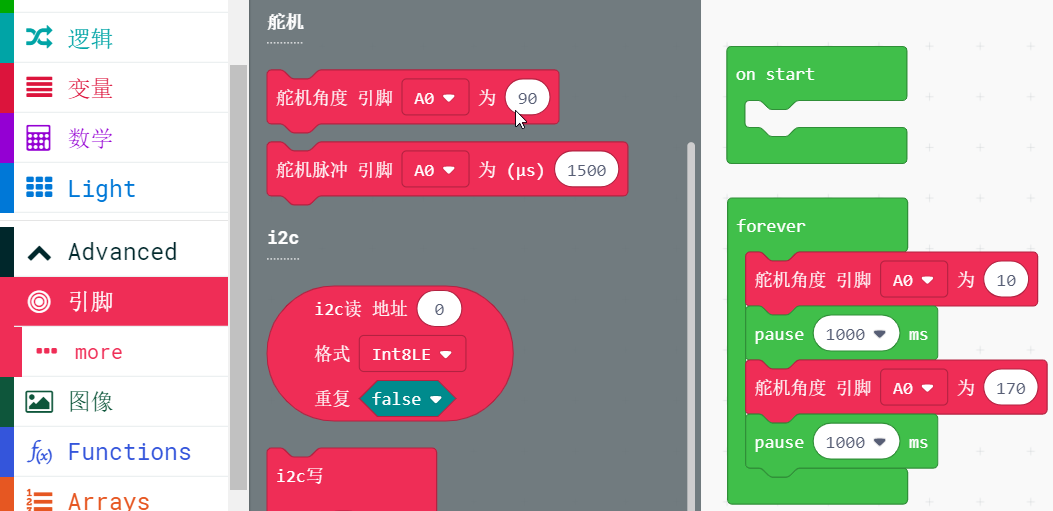 逻辑
变量
数学
Light
Advanced
引脚
more
图像
f(x) Functions
Arrays
舵机
舵机角度 引脚 A0 为 90
舵机脉冲 引脚 A0 为 (μs) 1500
i2c
i2c读 地址 0
格式 Int8LE
重复 false
i2c写
on start
forever
舵机角度 引脚 A0 为 10
pause 1000 ms
舵机角度 引脚 A0 为 170
pause 1000 ms